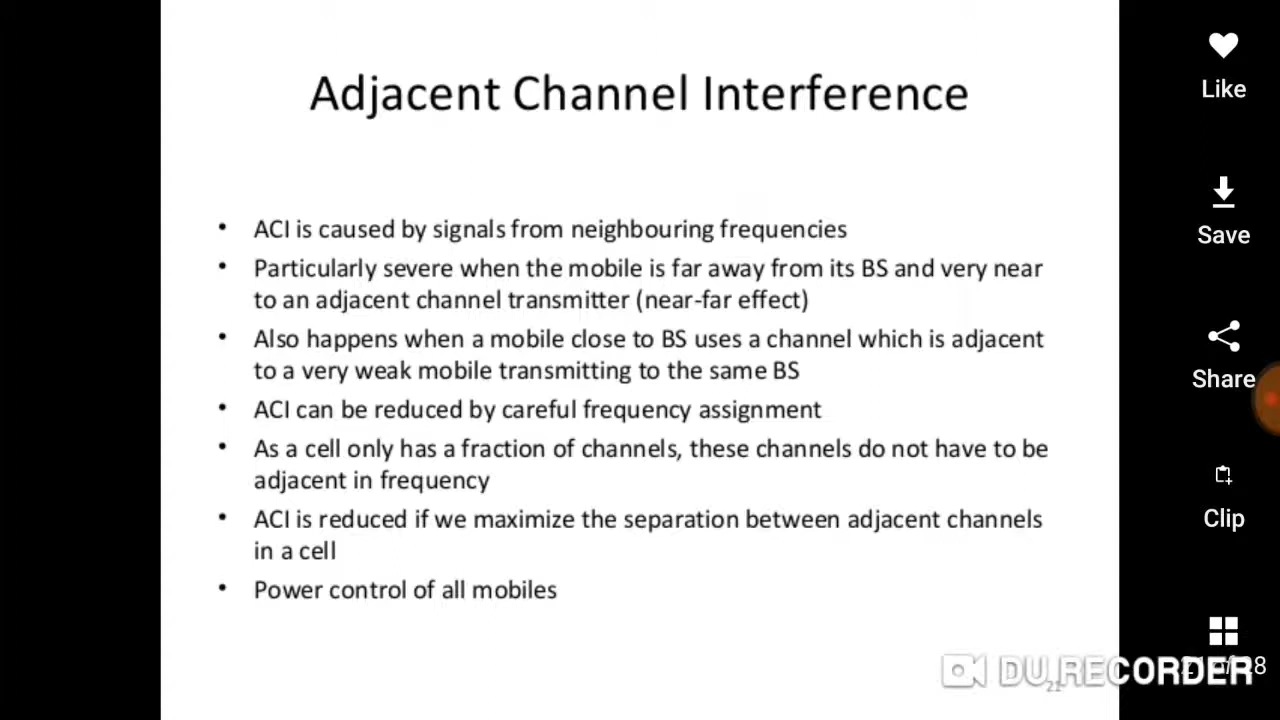 Adjacent Channel Interference
• ACI is caused by signals from neighbouring frequencies
• Particularly severe when the mobile is far away from its BS and very near
to an adjacent channel transmitter (near-far effect)
• Also happens when a mobile close to BS uses a channel which is adjacent
to a very weak mobile transmitting to the same BS
• ACI can be reduced by careful frequency assignment
• As a cell only has a fraction of channels, these channels do not have to be
adjacent in frequency
• ACI is reduced if we maximize the separation between adjacent channels
in a cell
• Power control of all mobiles
21
Like
Save
Share
Clip
DU RECORDER